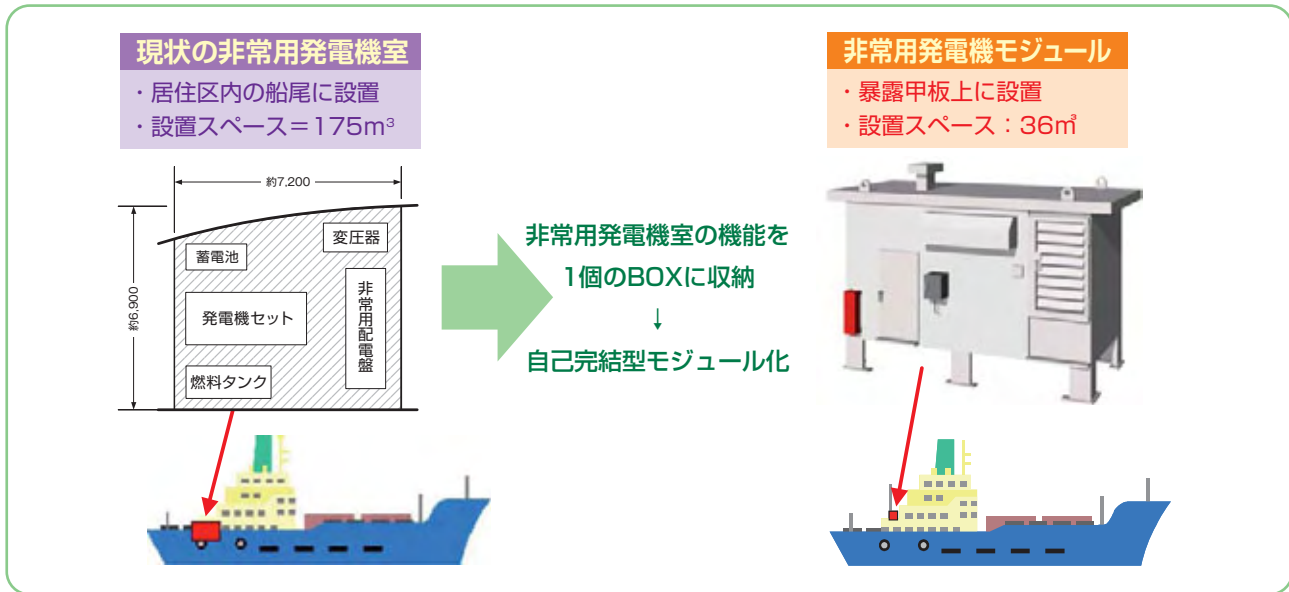 現状の非常用発電機室
・居住区内の船尾に設置
・設置スペース＝175m³
約7,200
約6,900
蓄電池
変圧器
発電機セット
非常用配電盤
燃料タンク
非常用発電機室の機能を
1個のBOXに収納
↓
自己完結型モジュール化
非常用発電機モジュール
・暴露甲板上に設置
・設置スペース：36㎥